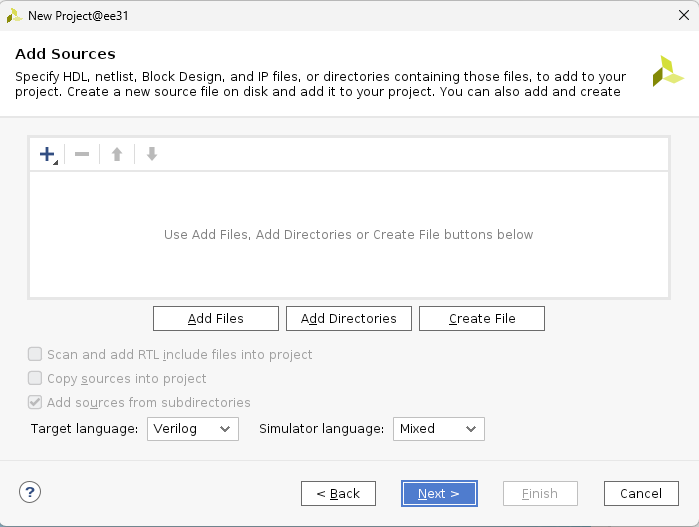 New Project@ee31
Add Sources
Specify HDL, netlist, Block Design, and IP files, or directories containing those files, to add to your
project. Create a new source file on disk and add it to your project. You can also add and create
Use Add Files, Add Directories or Create File buttons below
Add Files Add Directories Create File
Scan and add RTL include files into project
Copy sources into project
Add sources from subdirectories
Target language: Verilog Simulator language: Mixed
? < Back Next > Finish Cancel